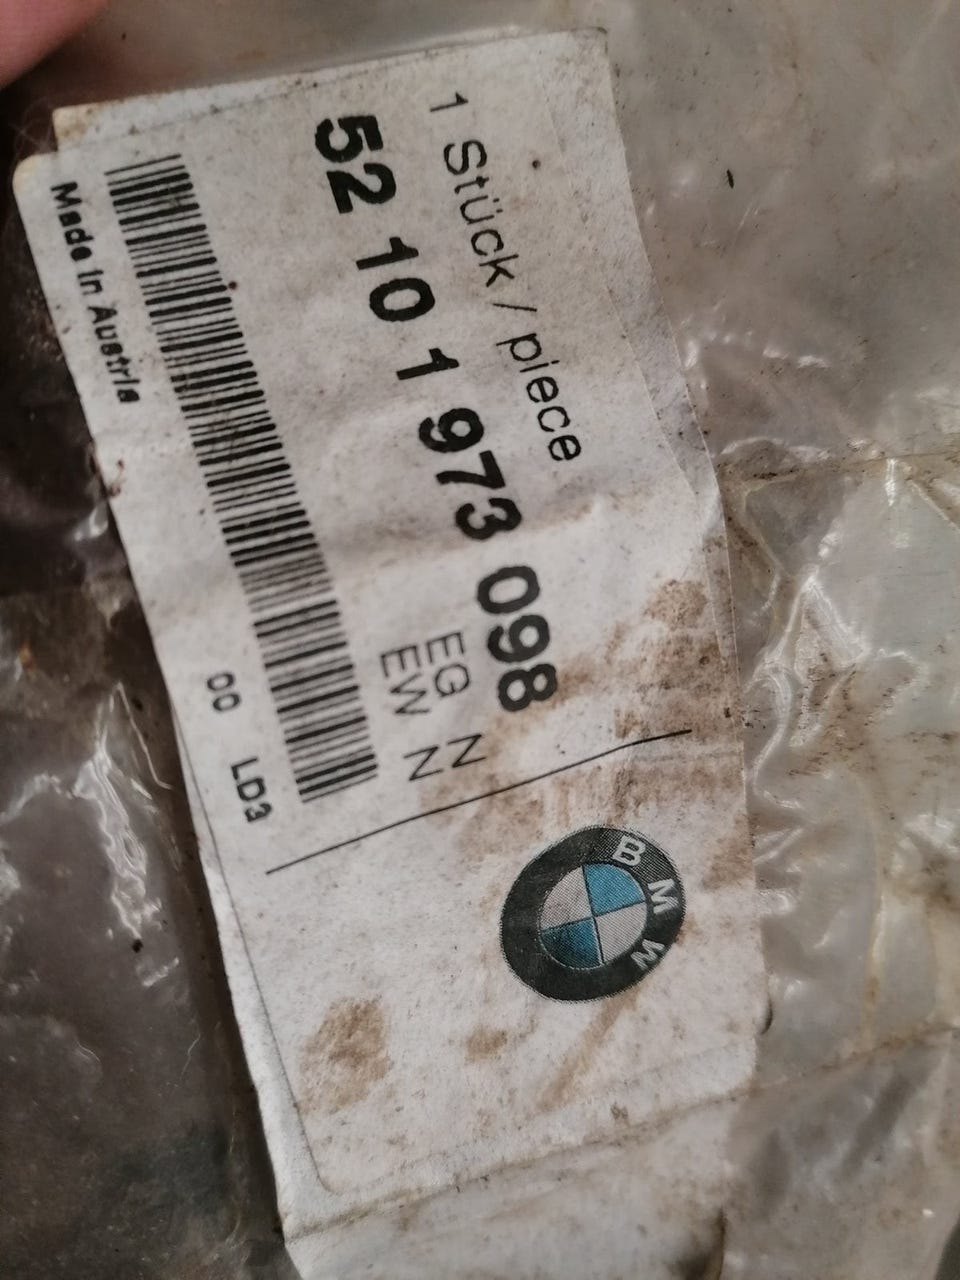 1 Stück / piece
52 10 1 973 098
EG N
EW N
Made in Austria
00 LD3
BMW